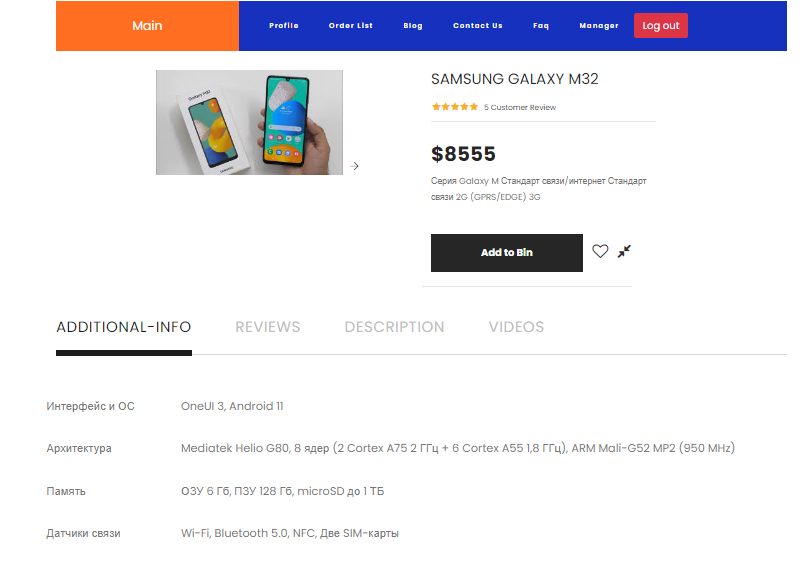 Main
Profile
Order List
Blog
Contact Us
Faq
Manager
Log out
Galaxy M32
SAMSUNG
SAMSUNG GALAXY M32
5 Customer Review
$8555
Серия Galaxy M Стандарт связи/интернет Стандарт
связи 2G (GPRS/EDGE) 3G
Add to Bin
ADDITIONAL-INFO
REVIEWS
DESCRIPTION
VIDEOS
Интерфейс и ОС
OneUI 3, Android 11
Архитектура
Mediatek Helio G80, 8 ядер (2 Cortex A75 2 ГГц + 6 Cortex A55 1,8 ГГц), ARM Mali-G52 MP2 (950 MHz)
Память
ОЗУ 6 Гб, ПЗУ 128 Гб, microSD до 1 ТБ
Датчики связи
Wi-Fi, Bluetooth 5.0, NFC, Две SIM-карты